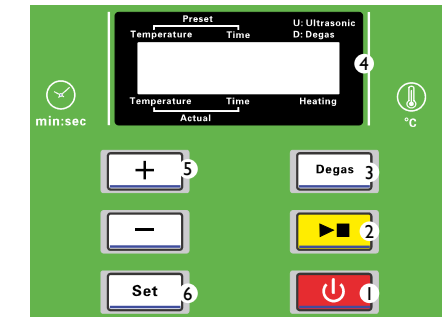 Preset
Temperature Time
U: Ultrasonic
D: Degas
4
Temperature Time Heating
Actual
min:sec
°C
+ 5
Degas 3
−
2
Set 6
1